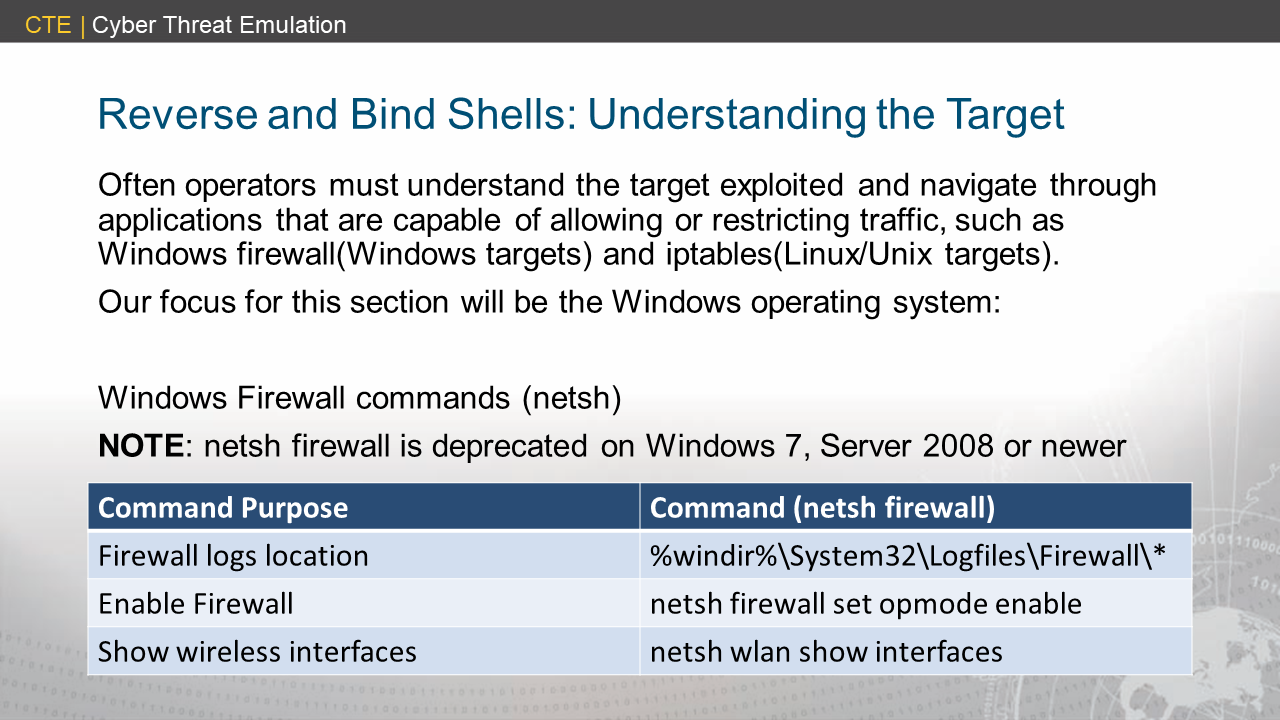 CTE | Cyber Threat Emulation
Reverse and Bind Shells: Understanding the Target
Often operators must understand the target exploited and navigate through
applications that are capable of allowing or restricting traffic, such as
Windows firewall(Windows targets) and iptables(Linux/Unix targets).
Our focus for this section will be the Windows operating system:
Windows Firewall commands (netsh)
NOTE: netsh firewall is deprecated on Windows 7, Server 2008 or newer
Command Purpose Command (netsh firewall)
Firewall logs location %windir%\System32\Logfiles\Firewall\*
Enable Firewall netsh firewall set opmode enable
Show wireless interfaces netsh wlan show interfaces